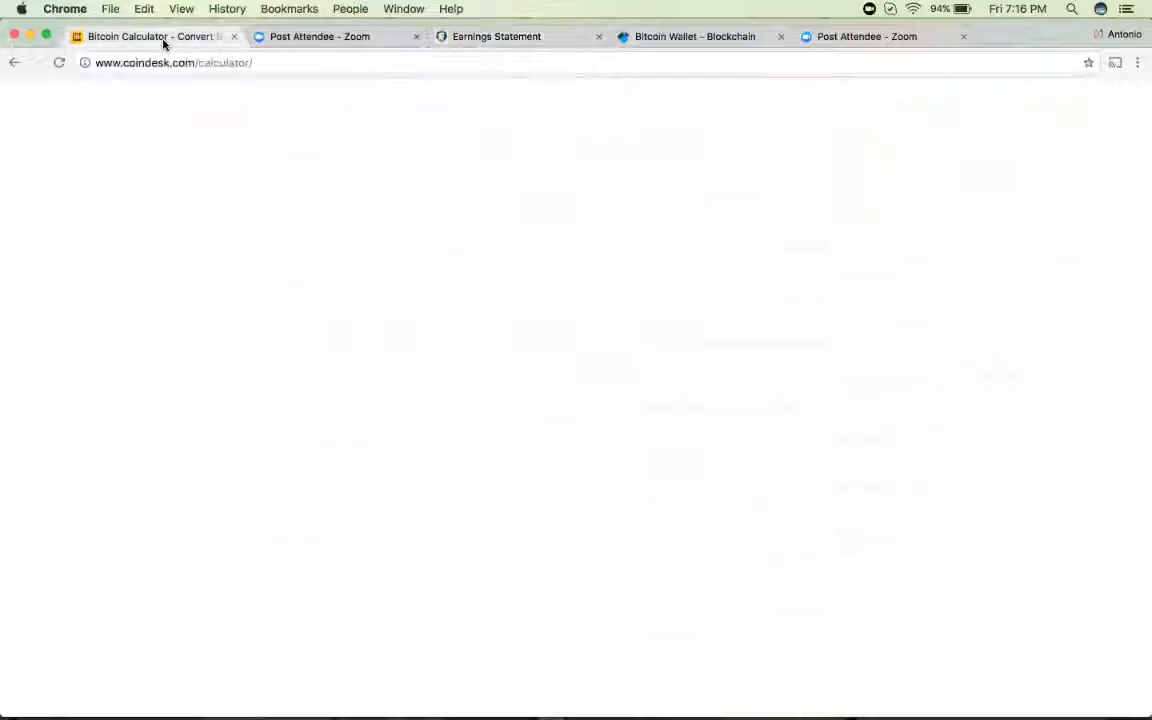 Chrome File Edit View History Bookmarks People Window Help 94% Fri 7:16 PM
Bitcoin Calculator - Convert B Post Attendee - Zoom Earnings Statement Bitcoin Wallet - Blockchain Post Attendee - Zoom Antonio
www.coindesk.com/calculator/